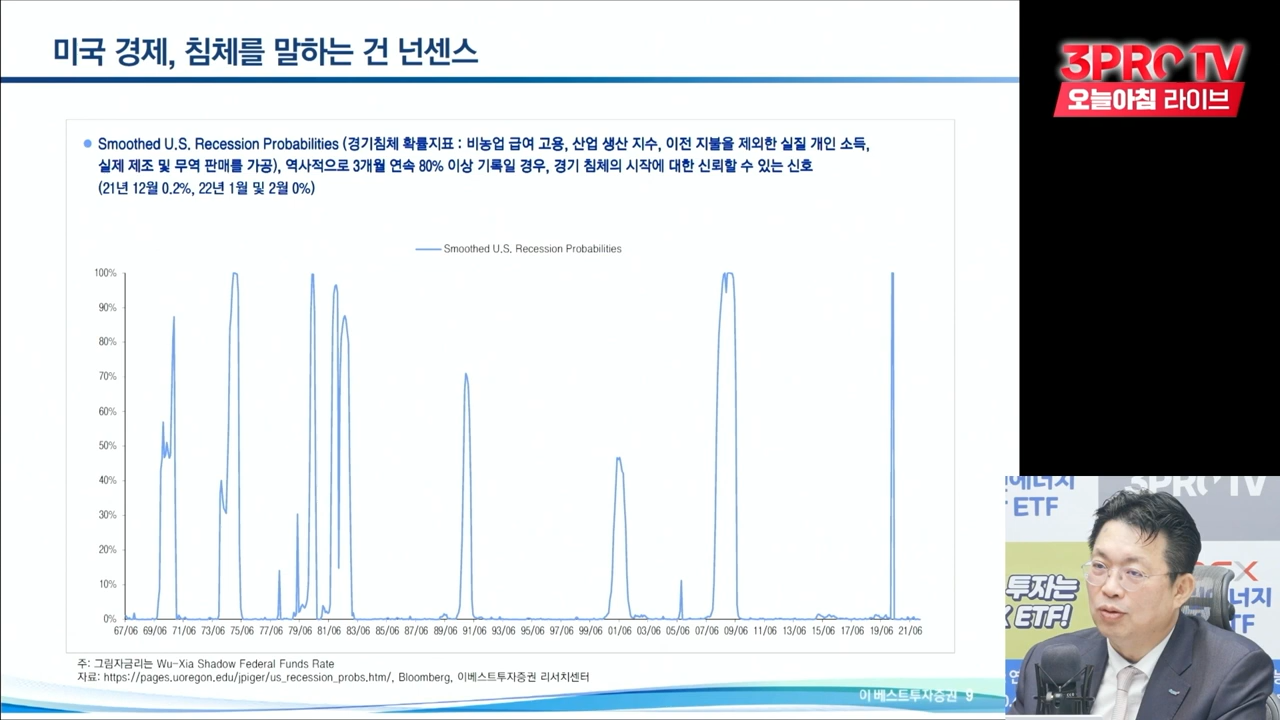 미국 경제, 침체를 말하는 건 넌센스
3PRO TV
오늘아침 라이브
Smoothed U.S. Recession Probabilities (경기침체 확률지표 : 비농업 급여 고용, 산업 생산 지수, 이전 지불을 제외한 실질 개인 소득,
실제 제조 및 무역 판매를 가공), 역사적으로 3개월 연속 80% 이상 기록일 경우, 경기 침체의 시작에 대한 신뢰할 수 있는 신호
(21년 12월 0.2%, 22년 1월 및 2월 0%)
Smoothed U.S. Recession Probabilities
100%
90%
80%
70%
60%
50%
40%
30%
20%
10%
0%
67/06 69/06 71/06 73/06 75/06 77/06 79/06 81/06 83/06 85/06 87/06 89/06 91/06 93/06 95/06 97/06 99/06 01/06 03/06 05/06 07/06 09/06 11/06 13/06 15/06 17/06 19/06 21/06
주: 그림자금리는 Wu-Xia Shadow Federal Funds Rate
자료: https://pages.uoregon.edu/jpiger/us_recession_probs.htm/, Bloomberg, 이베스트투자증권 리서치센터
이베스트투자증권 9
ETF
3PRO TV
투자는
ETF!